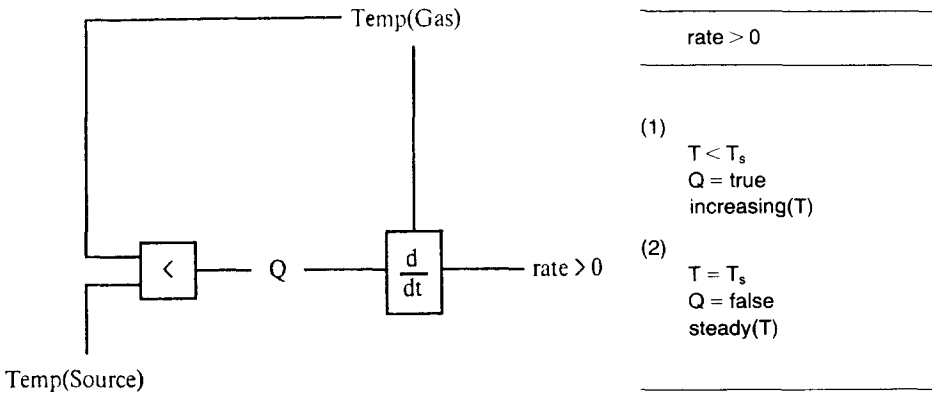 Temp(Gas)
<
Q
d
dt
rate > 0
Temp(Source)
rate > 0
(1)
T < Tₛ
Q = true
increasing(T)
(2)
T = Tₛ
Q = false
steady(T)